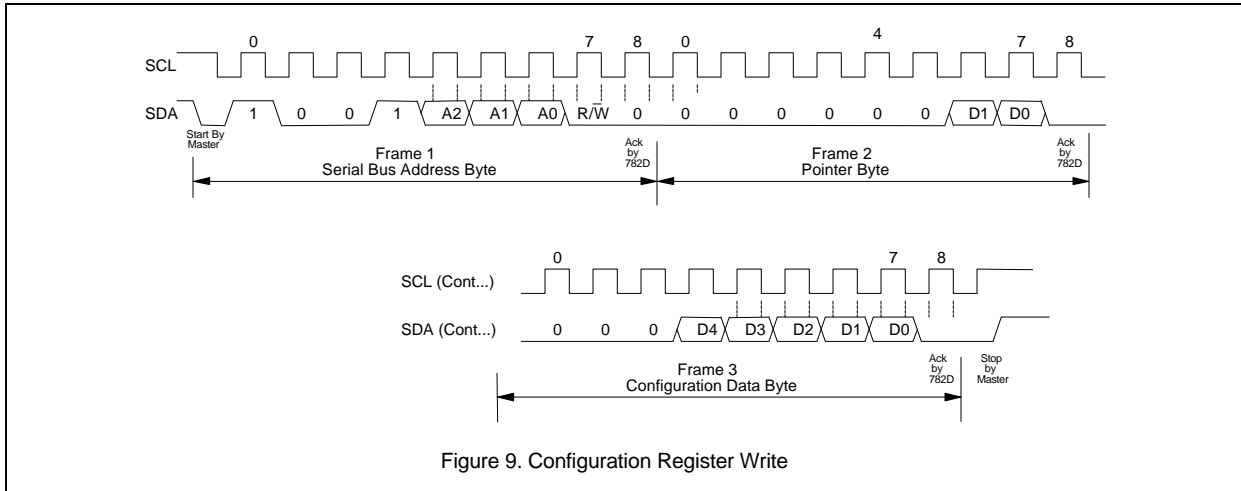 0 7 8 0 4 7 8
SCL
SDA 1 0 0 1 A2 A1 A0 R/W̅ 0 0 0 0 0 0 0 D1 D0
Start By
Master
Ack
by
782D
Ack
by
782D
Frame 1
Serial Bus Address Byte
Frame 2
Pointer Byte
0 7 8
SCL (Cont...)
SDA (Cont...) 0 0 0 D4 D3 D2 D1 D0
Ack
by
782D
Stop
by
Master
Frame 3
Configuration Data Byte
Figure 9. Configuration Register Write